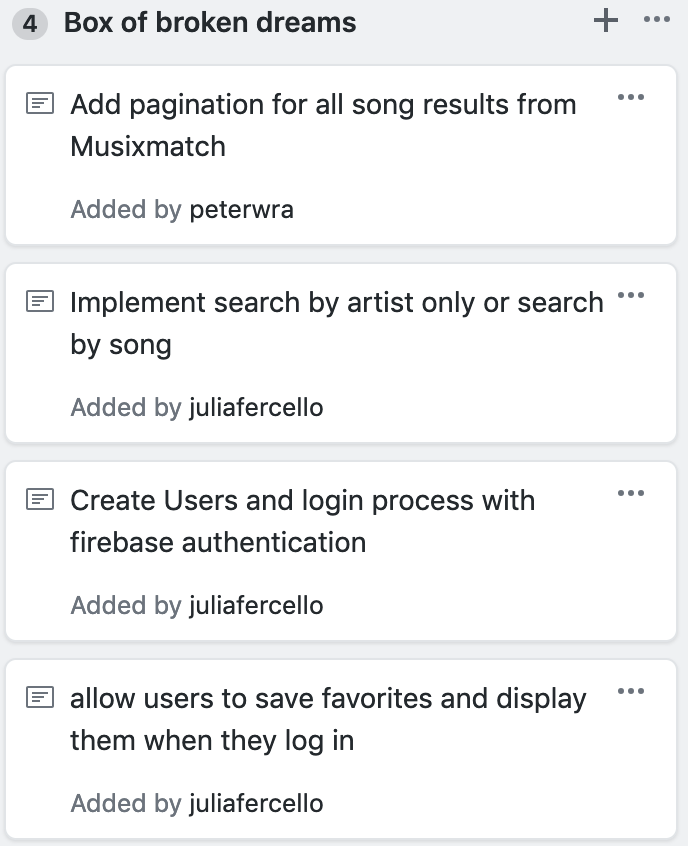 4 Box of broken dreams
Add pagination for all song results from
Musixmatch
Added by peterwra
Implement search by artist only or search
by song
Added by juliafercello
Create Users and login process with
firebase authentication
Added by juliafercello
allow users to save favorites and display
them when they log in
Added by juliafercello